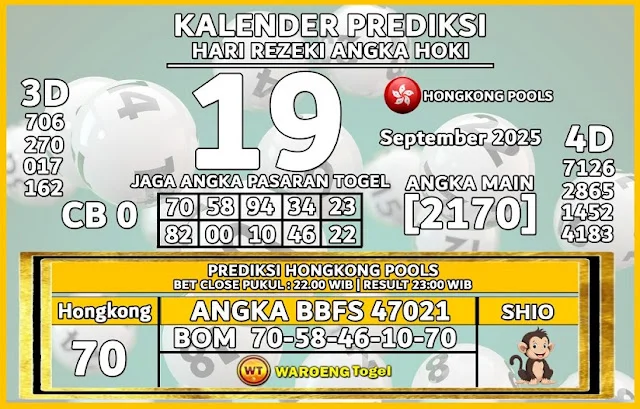 KALENDER PREDIKSI
HARI REZEKI ANGKA HOKI
19
3D
706
270
017
162
CB 0
HONGKONG POOLS
September 2025
JAGA ANGKA PASARAN TOGEL
70 58 94 34 23
82 00 10 46 22
ANGKA MAIN
[2170]
4D
7126
2865
1452
4183
PREDIKSI HONGKONG POOLS
BET CLOSE PUKUL : 22.00 WIB | RESULT 23:00 WIB
Hongkong
70
ANGKA BBFS 47021
BOM 70-58-46-10-70
WT WAROENG Togel
SHIO